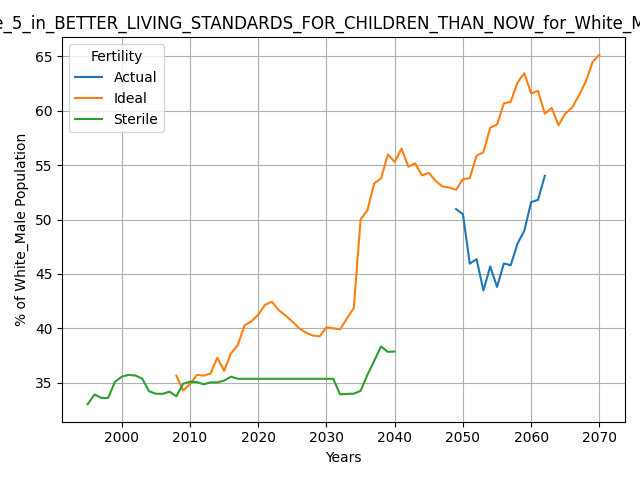 e_5_in_BETTER_LIVING_STANDARDS_FOR_CHILDREN_THAN_NOW_for_White_M
Fertility
Actual
Ideal
Sterile
% of White_Male Population
65
60
55
50
45
40
35
2000 2010 2020 2030 2040 2050 2060 2070
Years